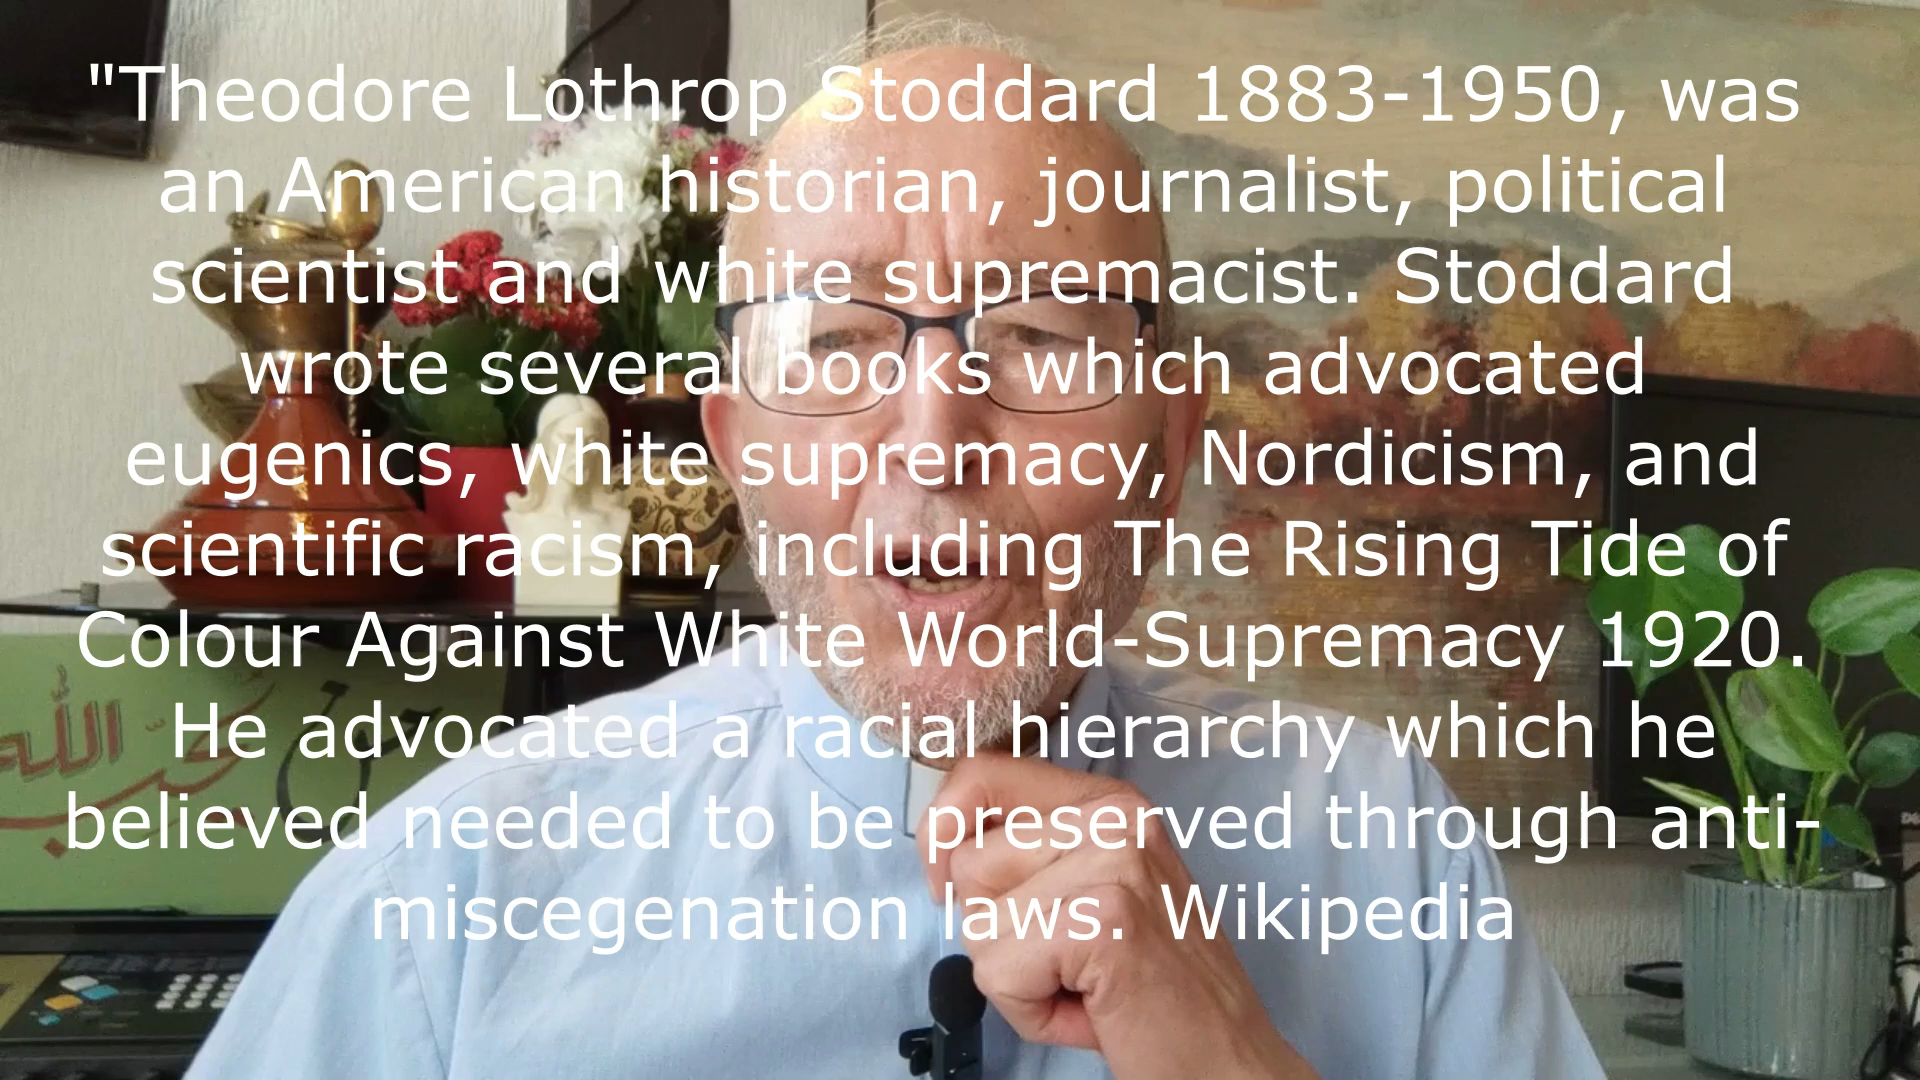 "Theodore Lothrop Stoddard 1883-1950, was
an American historian, journalist, political
scientist and white supremacist. Stoddard
wrote several books which advocated
eugenics, white supremacy, Nordicism, and
scientific racism, including The Rising Tide of
Colour Against White World-Supremacy 1920.
He advocated a racial hierarchy which he
believed needed to be preserved through anti-
miscegenation laws. Wikipedia
الله